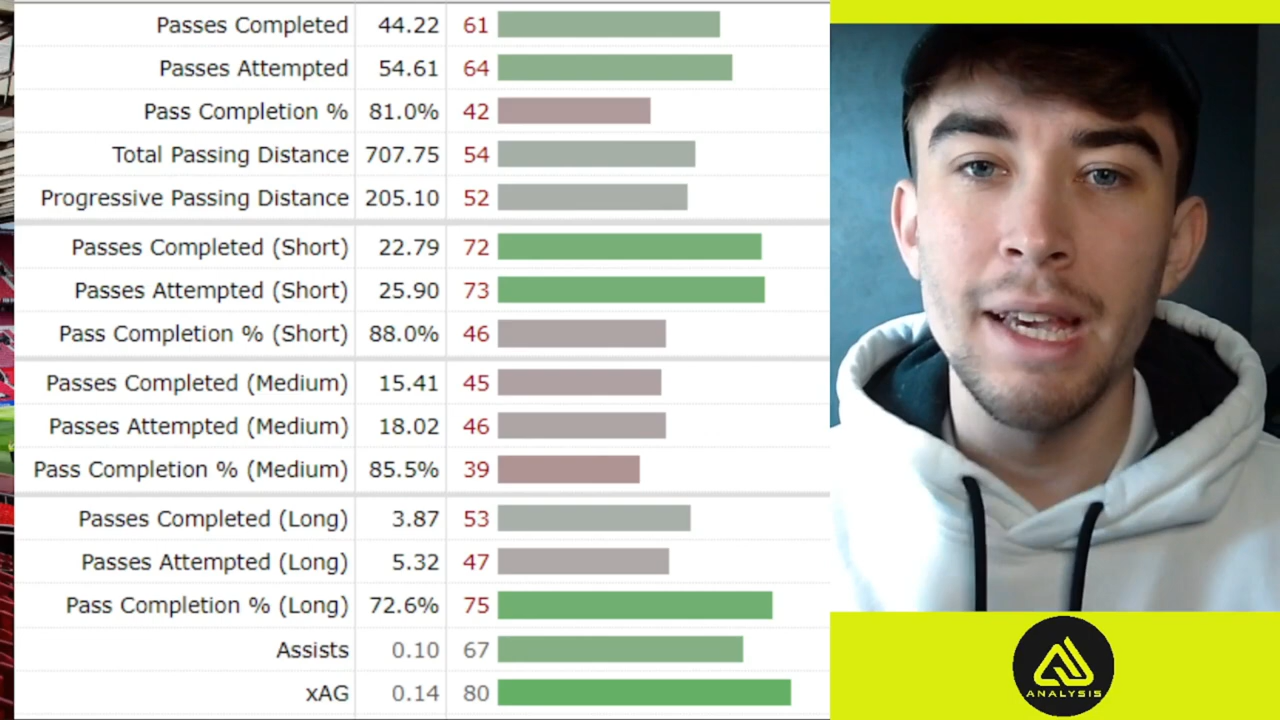 Passes Completed 44.22 61
Passes Attempted 54.61 64
Pass Completion % 81.0% 42
Total Passing Distance 707.75 54
Progressive Passing Distance 205.10 52
Passes Completed (Short) 22.79 72
Passes Attempted (Short) 25.90 73
Pass Completion % (Short) 88.0% 46
Passes Completed (Medium) 15.41 45
Passes Attempted (Medium) 18.02 46
Pass Completion % (Medium) 85.5% 39
Passes Completed (Long) 3.87 53
Passes Attempted (Long) 5.32 47
Pass Completion % (Long) 72.6% 75
Assists 0.10 67
xAG 0.14 80
ANALYSIS